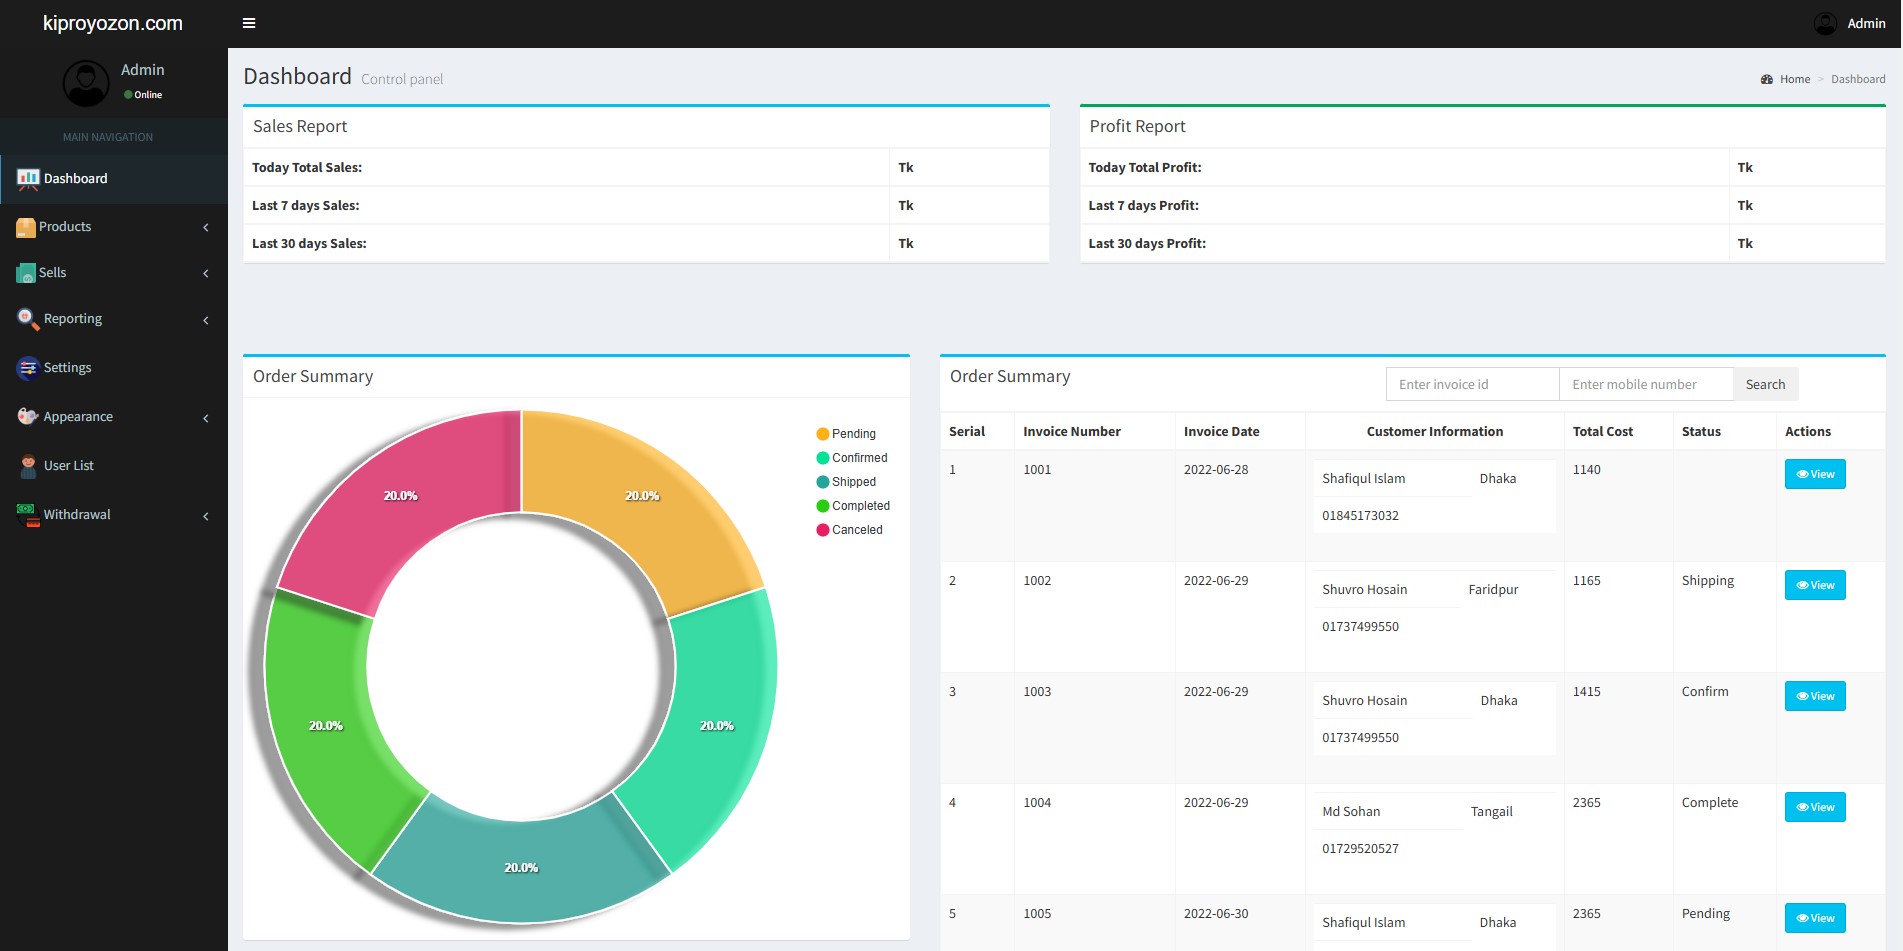 kiproyozon.com
Admin
Admin
Online
MAIN NAVIGATION
Dashboard
Products
Sells
Reporting
Settings
Appearance
User List
Withdrawal
Dashboard Control panel
Home > Dashboard
Sales Report
Today Total Sales: Tk
Last 7 days Sales: Tk
Last 30 days Sales: Tk
Profit Report
Today Total Profit: Tk
Last 7 days Profit: Tk
Last 30 days Profit: Tk
Order Summary
20.0%
20.0%
20.0%
20.0%
20.0%
Pending
Confirmed
Shipped
Completed
Canceled
Order Summary
Enter invoice id
Enter mobile number
Search
Serial Invoice Number Invoice Date Customer Information Total Cost Status Actions
1 1001 2022-06-28 Shafiqul Islam Dhaka 1140 View
01845173032
2 1002 2022-06-29 Shuvro Hosain Faridpur 1165 Shipping View
01737499550
3 1003 2022-06-29 Shuvro Hosain Dhaka 1415 Confirm View
01737499550
4 1004 2022-06-29 Md Sohan Tangail 2365 Complete View
01729520527
5 1005 2022-06-30 Shafiqul Islam Dhaka 2365 Pending View